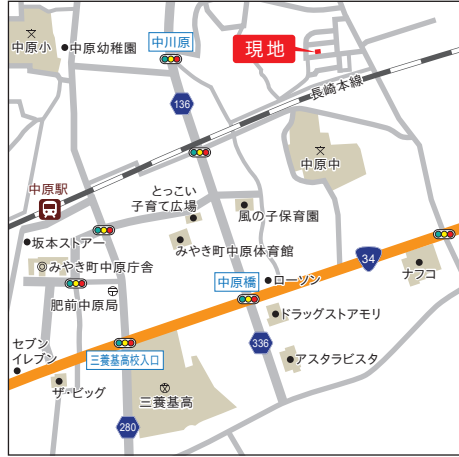 中原小
中原幼稚園
中川原
現地
136
長崎本線
中原中
中原駅
とっこい
子育て広場
風の子保育園
坂本ストアー
みやき町中原体育館
みやき町中原庁舎
34
ナフコ
中原橋
ローソン
肥前中原局
ドラッグストアモリ
セブン
イレブン
三養基高校入口
336
アスタラビスタ
ザ・ビッグ
三養基高
280